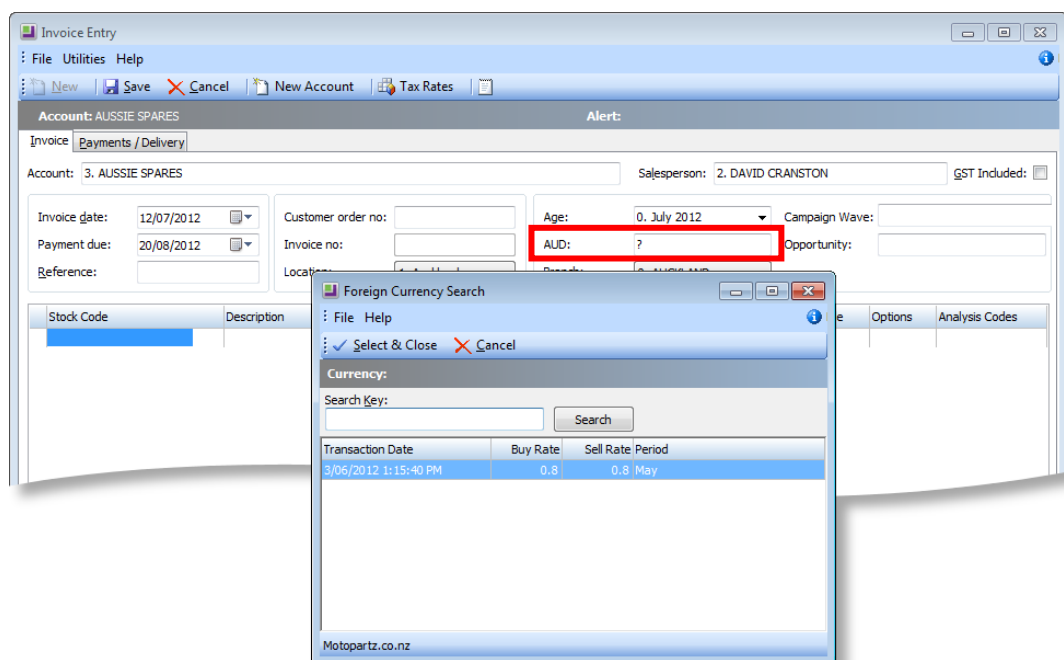 Invoice Entry
File Utilities Help
New Save Cancel New Account Tax Rates
Account: AUSSIE SPARES Alert:
Invoice Payments / Delivery
Account: 3. AUSSIE SPARES Salesperson: 2. DAVID CRANSTON GST Included:
Invoice date: 12/07/2012 Customer order no: Age: 0. July 2012 Campaign Wave:
Payment due: 20/08/2012 Invoice no: AUD: ? Opportunity:
Reference:
Stock Code Description Options Analysis Codes
Foreign Currency Search
File Help
Select & Close Cancel
Currency:
Search Key:
Search
Transaction Date Buy Rate Sell Rate Period
3/06/2012 1:15:40 PM 0.8 0.8 May
Motopartz.co.nz